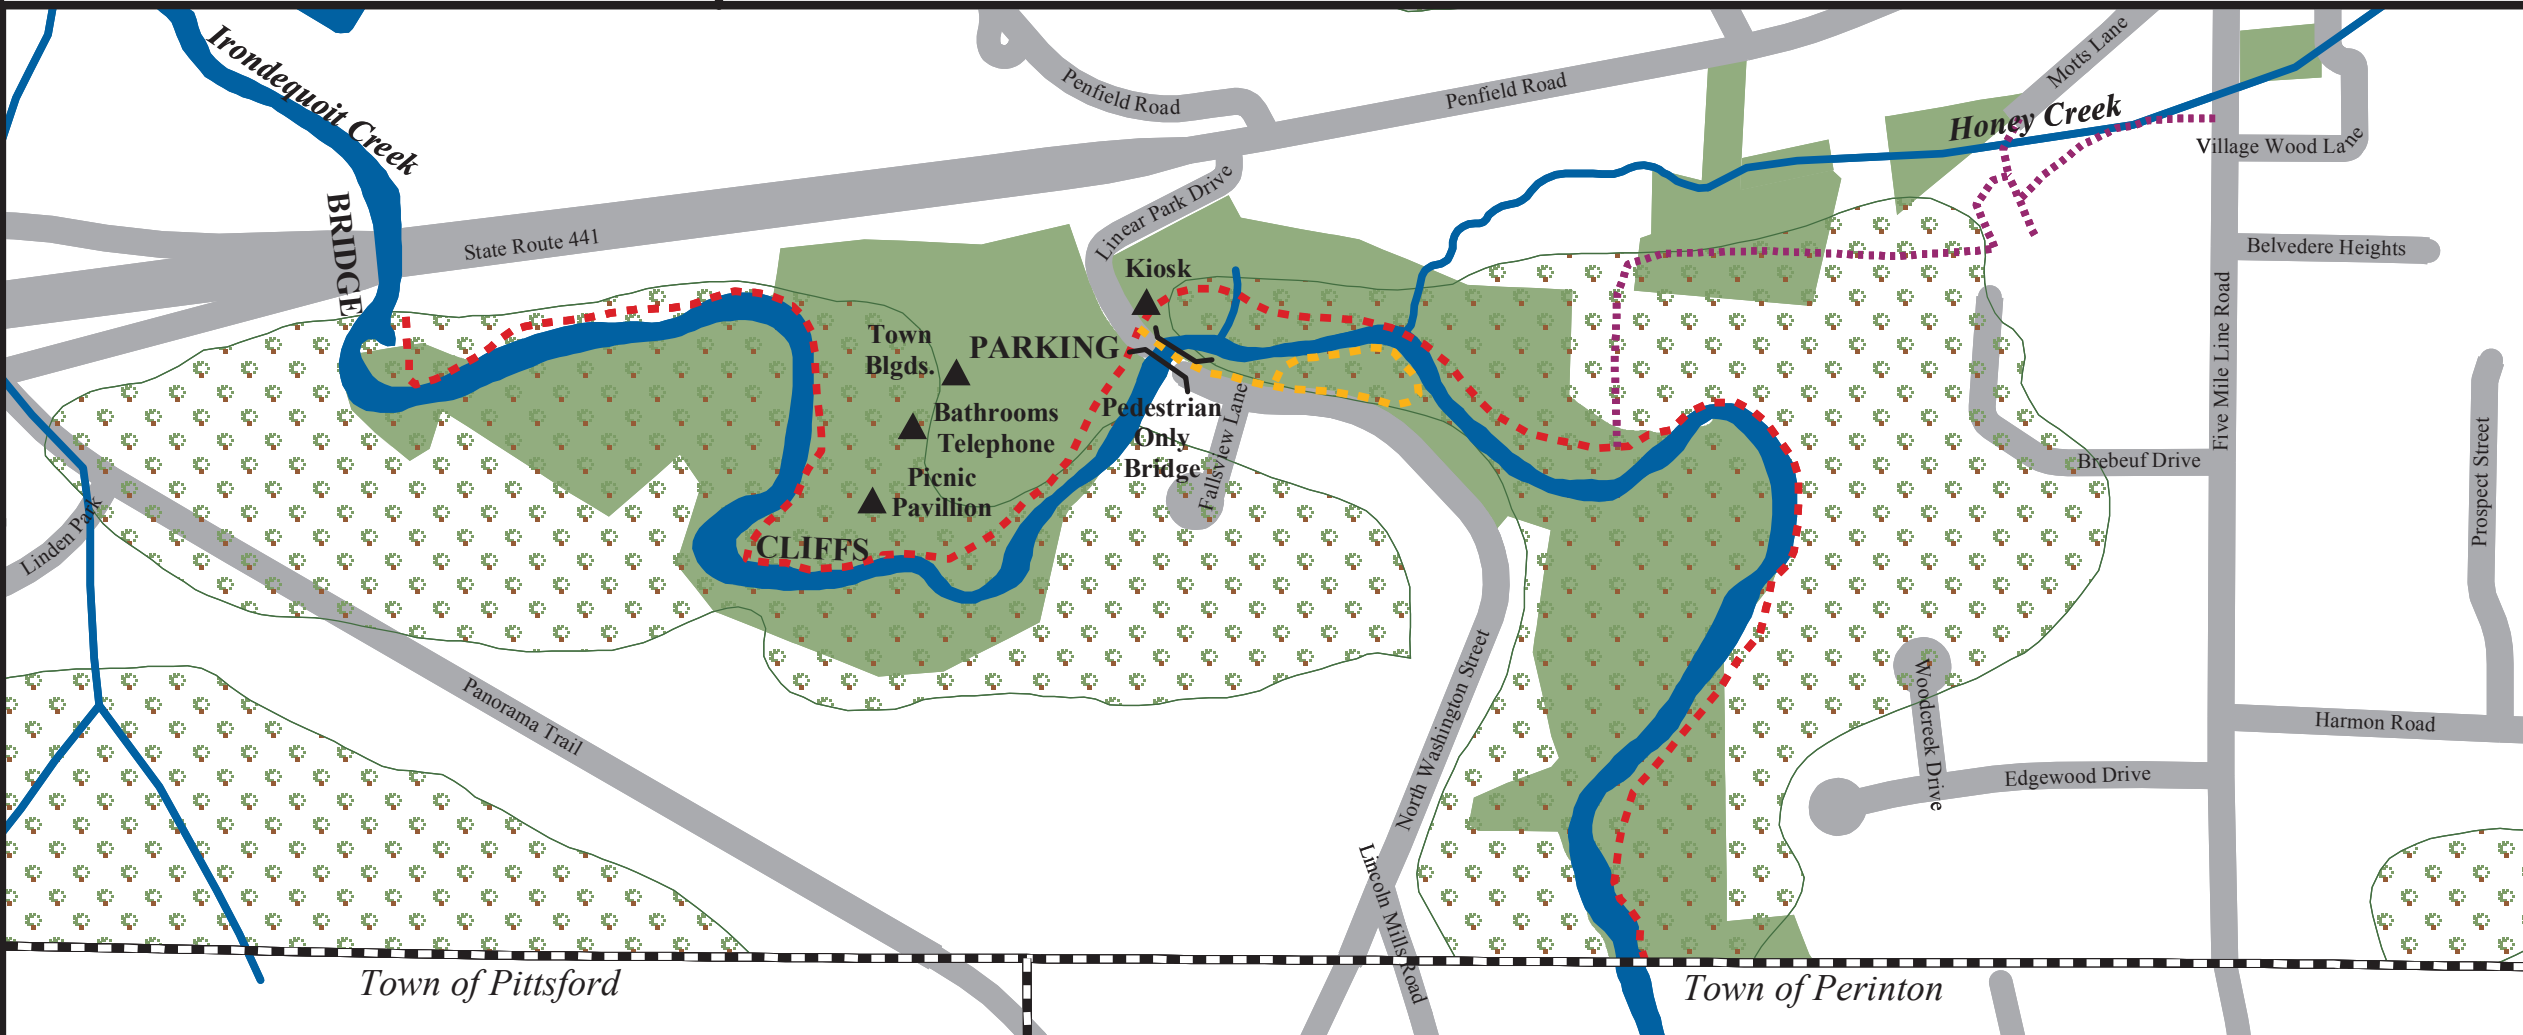 Irondequoit Creek
BRIDGE
State Route 441
Penfield Road
Penfield Road
Motts Lane
Honey Creek
Village Wood Lane
Linear Park Drive
Kiosk
Belvedere Heights
Town
Blgds.
PARKING
Bathrooms
Telephone
Pedestrian
Only
Bridge
Fallsview Lane
Picnic
Pavillion
CLIFFS
Five Mile Line Road
Brebeuf Drive
Prospect Street
Linden Park
Panorama Trail
North Washington Street
Woodcreek Drive
Harmon Road
Edgewood Drive
Lincoln Mills Road
Town of Pittsford
Town of Perinton